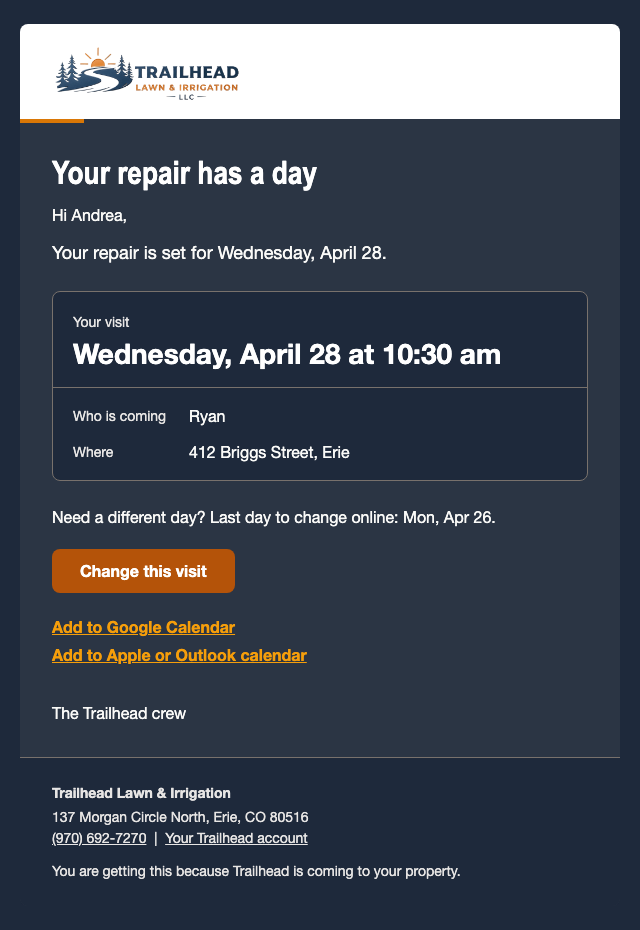 TRAILHEAD
LAWN & IRRIGATION
LLC
Your repair has a day
Hi Andrea,
Your repair is set for Wednesday, April 28.
Your visit
Wednesday, April 28 at 10:30 am
Who is coming Ryan
Where 412 Briggs Street, Erie
Need a different day? Last day to change online: Mon, Apr 26.
Change this visit
Add to Google Calendar
Add to Apple or Outlook calendar
The Trailhead crew
Trailhead Lawn & Irrigation
137 Morgan Circle North, Erie, CO 80516
(970) 692-7270 | Your Trailhead account
You are getting this because Trailhead is coming to your property.